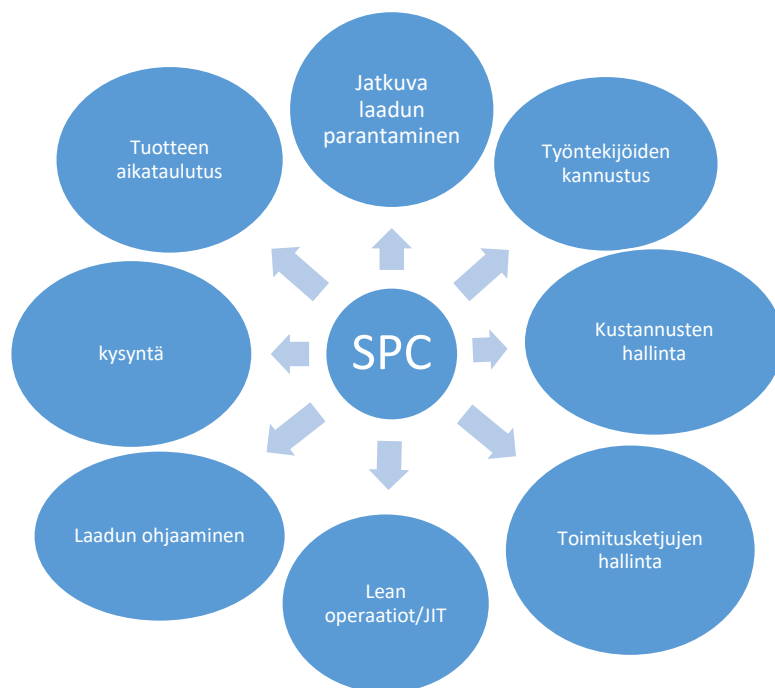 Jatkuva
laadun
parantaminen
Tuotteen
aikataulutus
Työntekijöiden
kannustus
kysyntä
SPC
Kustannusten
hallinta
Laadun ohjaaminen
Toimitusketjujen
hallinta
Lean
operaatiot/JIT